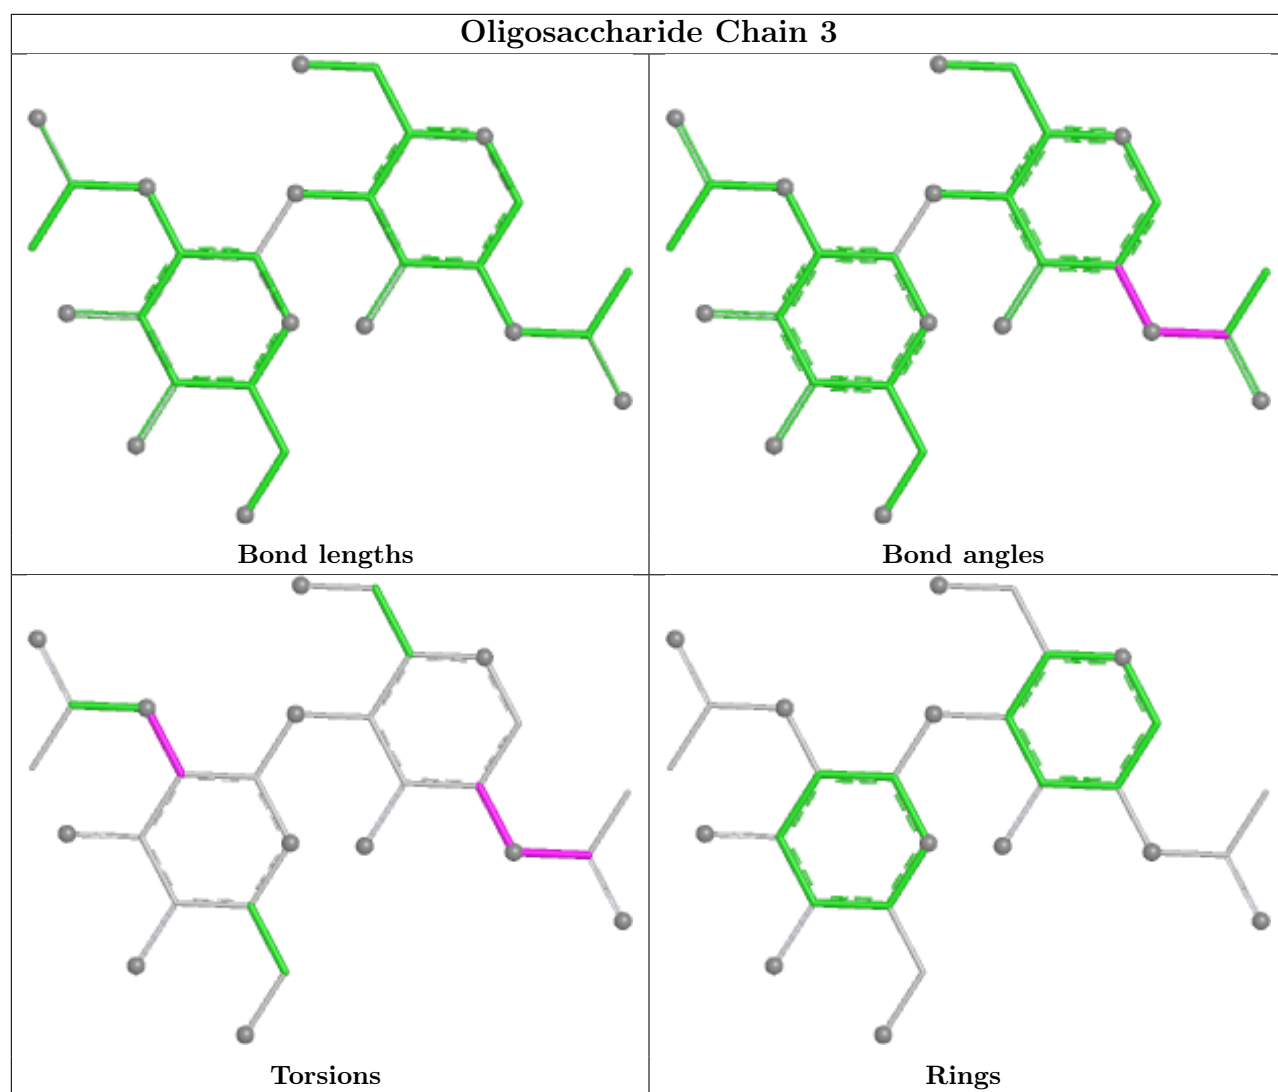 Oligosaccharide Chain 3
Bond lengths
Bond angles
Torsions
Rings